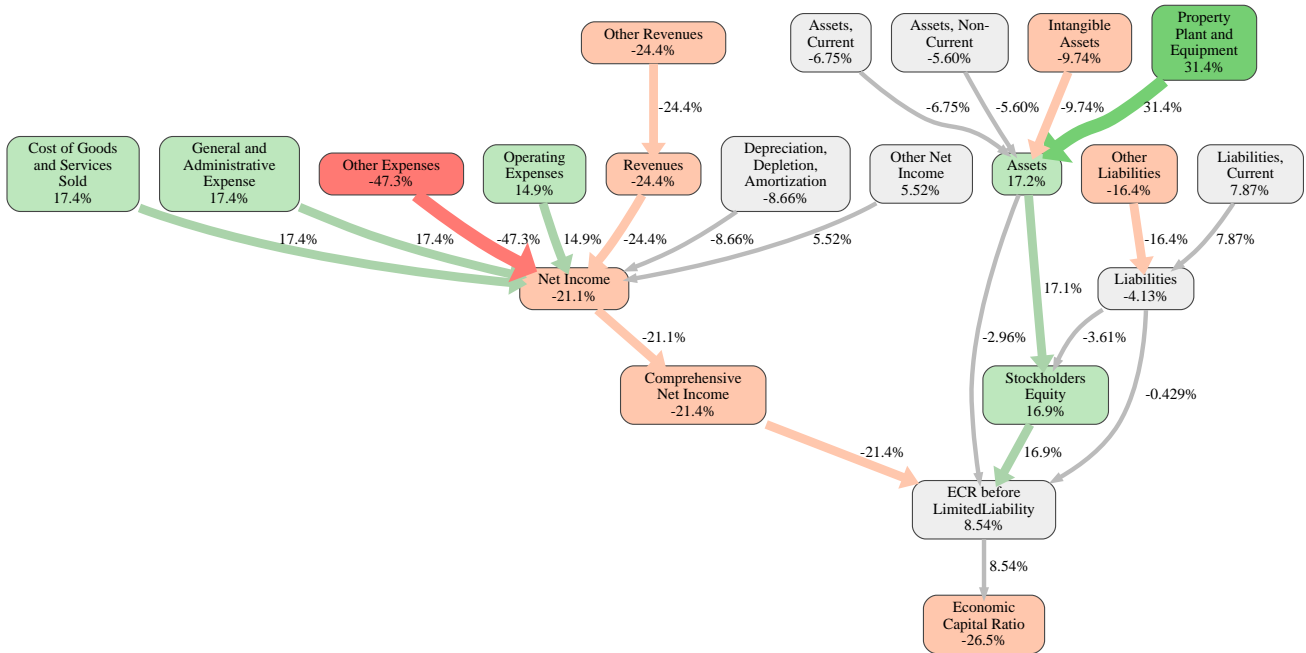 Other Revenues
-24.4%
Assets,
Current
-6.75%
Assets, Non-
Current
-5.60%
Intangible
Assets
-9.74%
Property
Plant and
Equipment
31.4%
-24.4%
-6.75%
-5.60%
-9.74%
31.4%
Cost of Goods
and Services
Sold
17.4%
General and
Administrative
Expense
17.4%
Other Expenses
-47.3%
Operating
Expenses
14.9%
Revenues
-24.4%
Depreciation,
Depletion,
Amortization
-8.66%
Other Net
Income
5.52%
Assets
17.2%
Other
Liabilities
-16.4%
Liabilities,
Current
7.87%
17.4%
17.4%
-47.3%
14.9%
-24.4%
-8.66%
5.52%
-16.4%
7.87%
Net Income
-21.1%
17.1%
Liabilities
-4.13%
-21.1%
-2.96%
-3.61%
-0.429%
Comprehensive
Net Income
-21.4%
Stockholders
Equity
16.9%
-21.4%
16.9%
ECR before
LimitedLiability
8.54%
8.54%
Economic
Capital Ratio
-26.5%